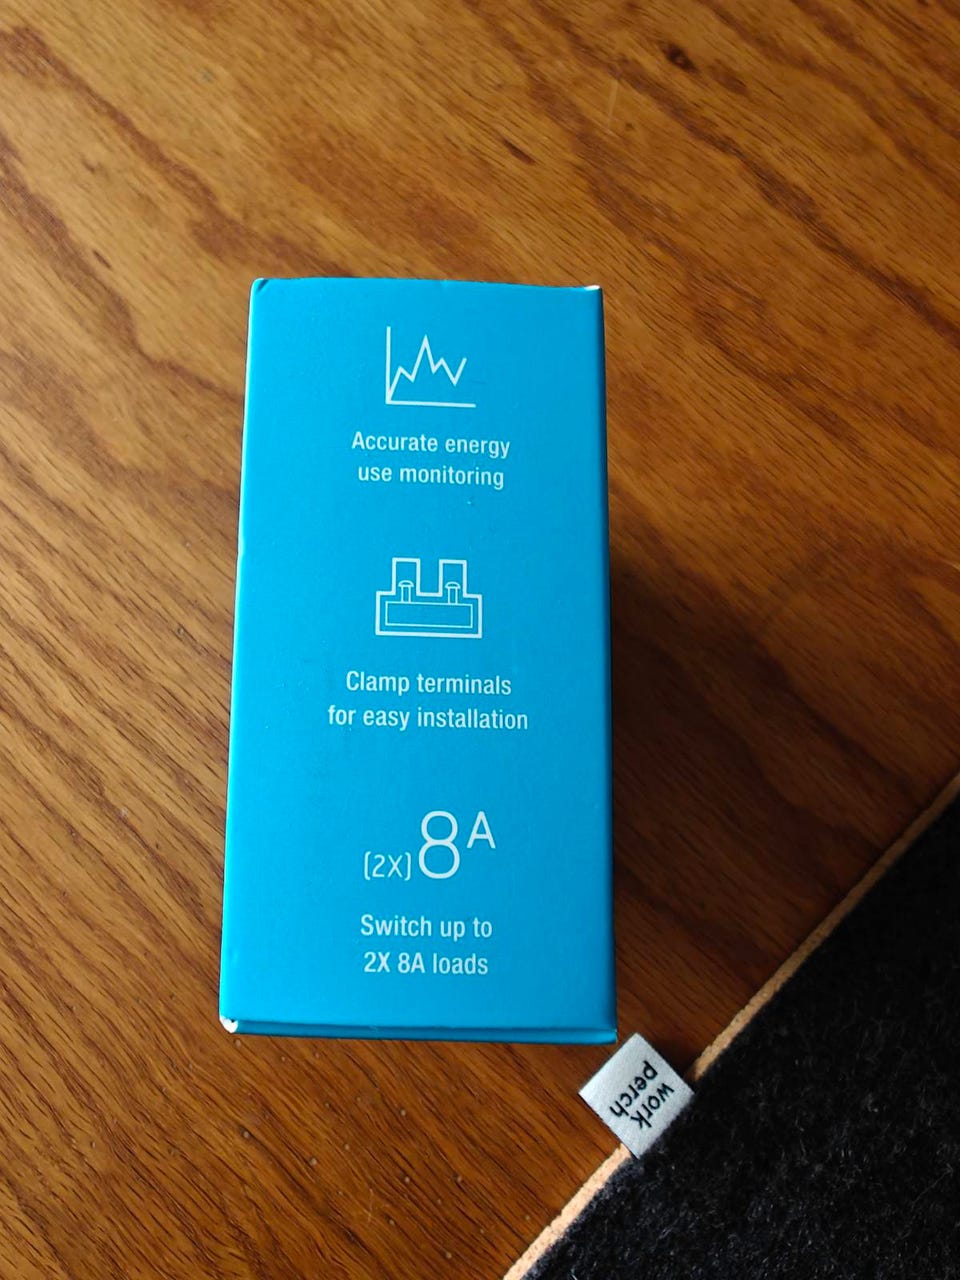 Accurate energy
use monitoring
Clamp terminals
for easy installation
(2X) 8A
Switch up to
2X 8A loads
work
perch